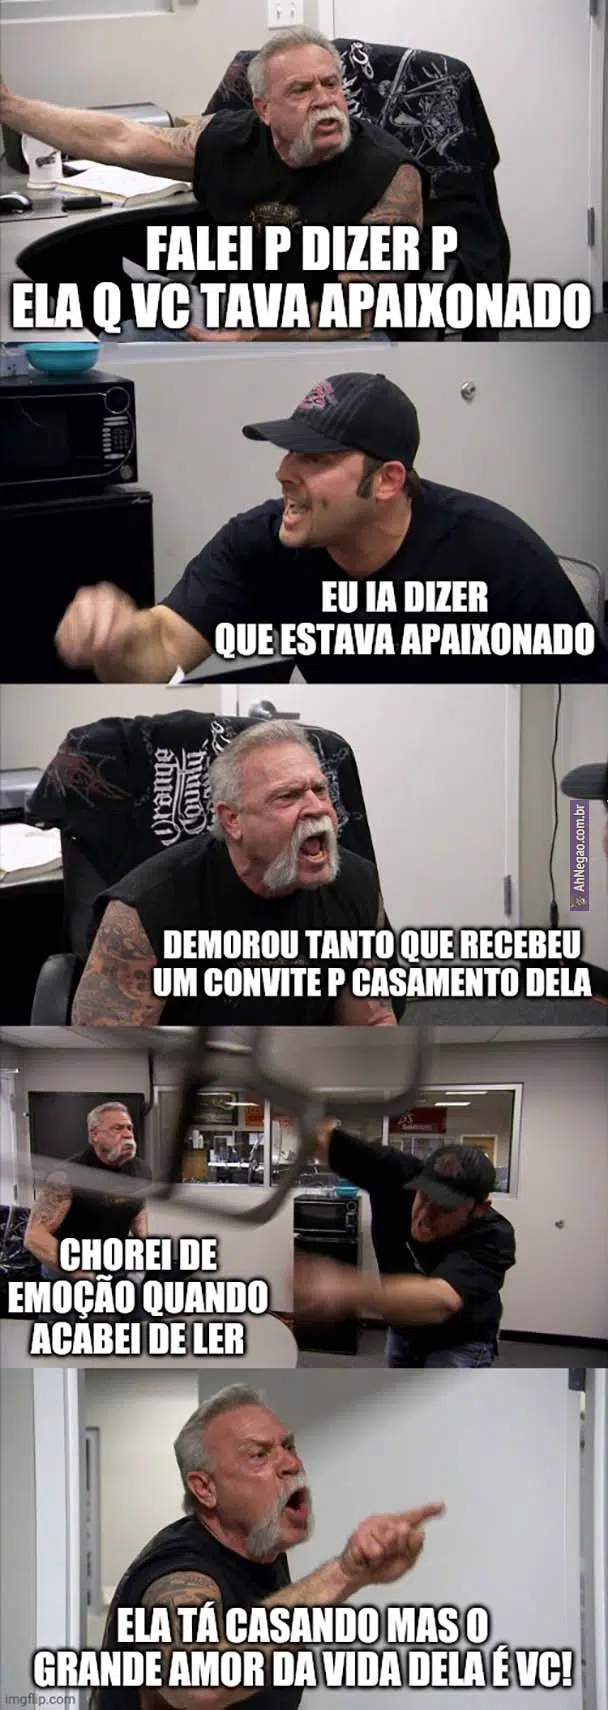 FALEI P DIZER P
ELA Q VC TAVA APAIXONADO
EU IA DIZER
QUE ESTAVA APAIXONADO
Orange
County
AhNegao.com.br
DEMOROU TANTO QUE RECEBEU
UM CONVITE P CASAMENTO DELA
CHOREI DE
EMOÇÃO QUANDO
ACABEI DE LER
ELA TÁ CASANDO MAS O
GRANDE AMOR DA VIDA DELA É VC!
imgflip.com